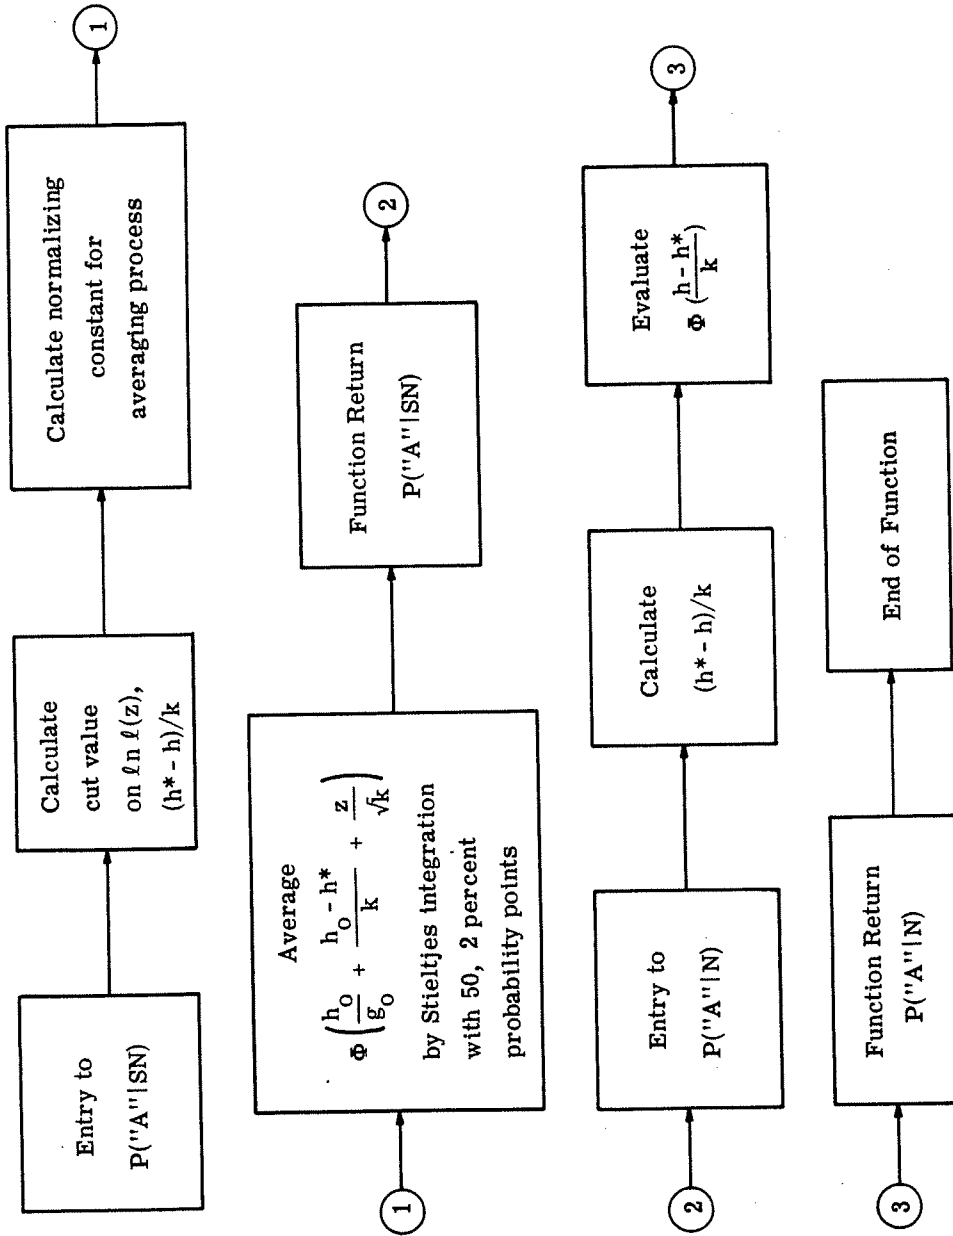 Entry to
P("A"|SN)
Calculate
cut value
on ℓn ℓ(z),
(h* - h)/k
Calculate normalizing
constant for
averaging process
1
1
Average
Φ(h_o/g_o + (h_o - h*)/k + z/√k)
by Stieltjes integration
with 50, 2 percent
probability points
Function Return
P("A"|SN)
2
2
Entry to
P("A"|N)
Calculate
(h* - h)/k
Evaluate
Φ((h - h*)/k)
3
3
Function Return
P("A"|N)
End of Function